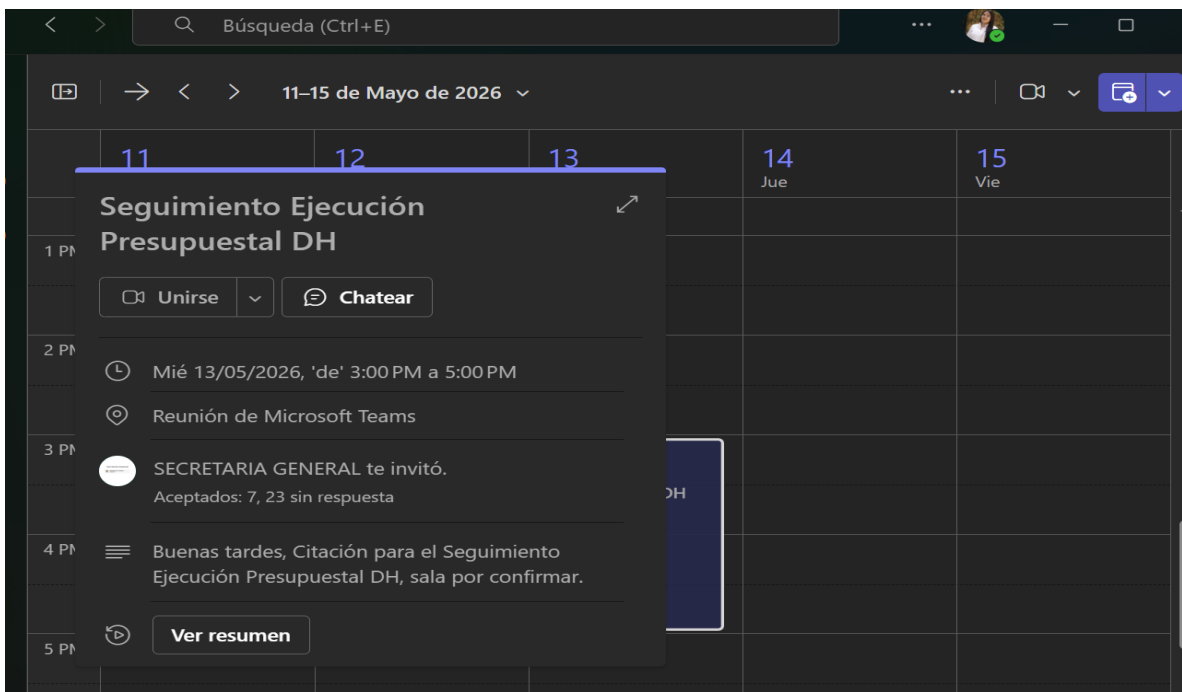 Búsqueda (Ctrl+E)
11–15 de Mayo de 2026
11
12
13
14
15
Jue
Vie
Seguimiento Ejecución
Presupuestal DH
Unirse
Chatear
Mié 13/05/2026, 'de' 3:00 PM a 5:00 PM
Reunión de Microsoft Teams
SECRETARIA GENERAL te invitó.
Aceptados: 7, 23 sin respuesta
Buenas tardes, Citación para el Seguimiento
Ejecución Presupuestal DH, sala por confirmar.
Ver resumen
1 PM
2 PM
3 PM
DH
4 PM
5 PM